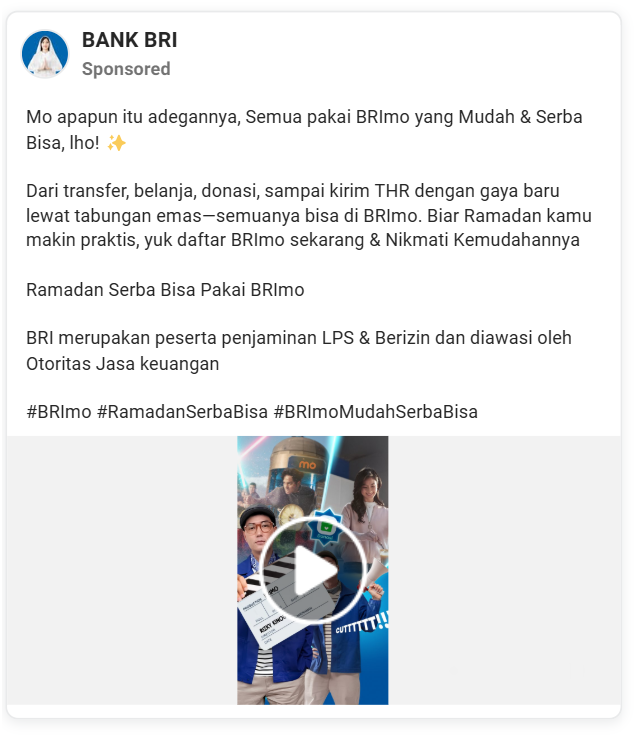 BANK BRI
Sponsored
Mo apapun itu adegannya, Semua pakai BRImo yang Mudah & Serba
Bisa, lho! ✨
Dari transfer, belanja, donasi, sampai kirim THR dengan gaya baru
lewat tabungan emas—semuanya bisa di BRImo. Biar Ramadan kamu
makin praktis, yuk daftar BRImo sekarang & Nikmati Kemudahannya
Ramadan Serba Bisa Pakai BRImo
BRI merupakan peserta penjaminan LPS & Berizin dan diawasi oleh
Otoritas Jasa keuangan
#BRImo #RamadanSerbaBisa #BRImoMudahSerbaBisa
mo
PRODUCTION
CUTTTTTT!!